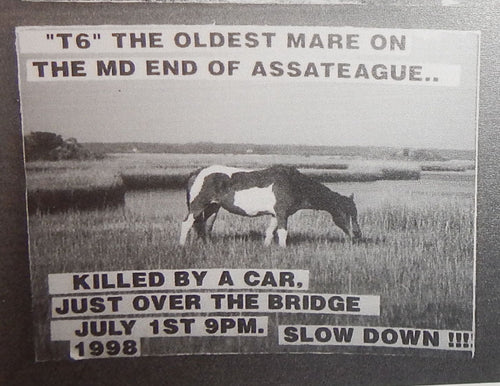 "T6" THE OLDEST MARE ON
THE MD END OF ASSATEAGUE..
KILLED BY A CAR,
JUST OVER THE BRIDGE
JULY 1ST 9PM.
1998
SLOW DOWN !!!